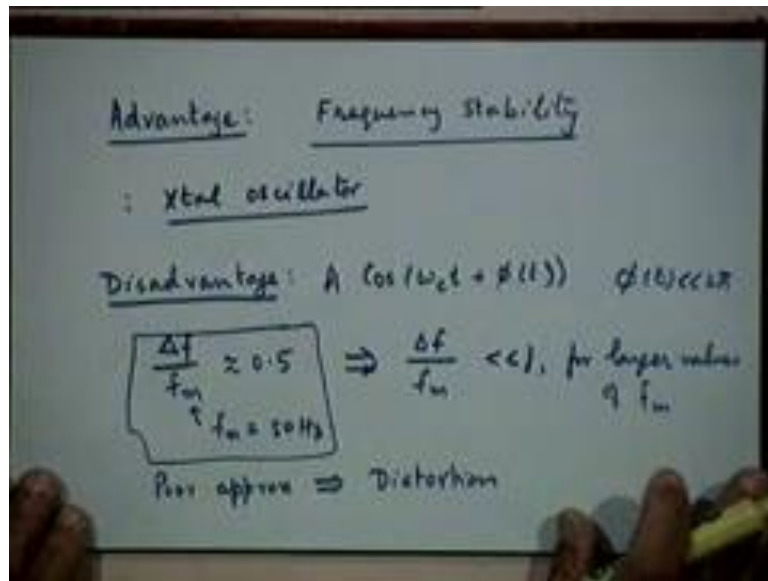 Advantage: Frequency Stability
: Xtal oscillator
Disadvantage: A Cos(ωct + φ(t)) φ(t)<<2π
Δf/fm ≈ 0.5 ⇒ Δf/fm <<1, for larger values
fm = 50 Hz of fm
Poor approx ⇒ Distortion